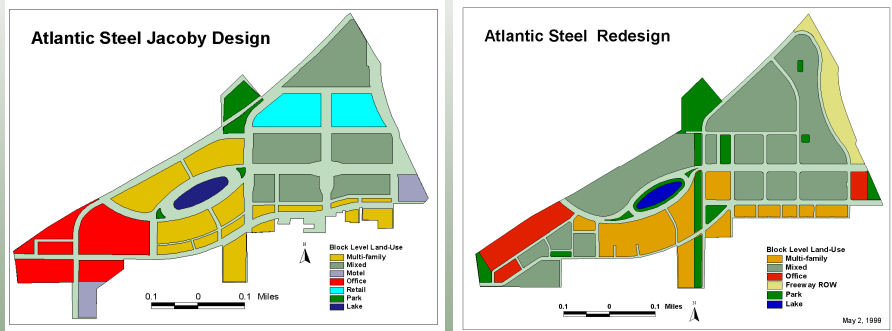 Atlantic Steel Jacoby Design
N
Block Level Land-Use
Multi-family
Mixed
Motel
Office
Retail
Park
Lake
0.1 0 0.1 Miles
Atlantic Steel Redesign
Block Level Land-Use
Multi-family
Mixed
Office
Freeway ROW
Park
Lake
0.1 0 0.1 Miles
N
May 2, 1999